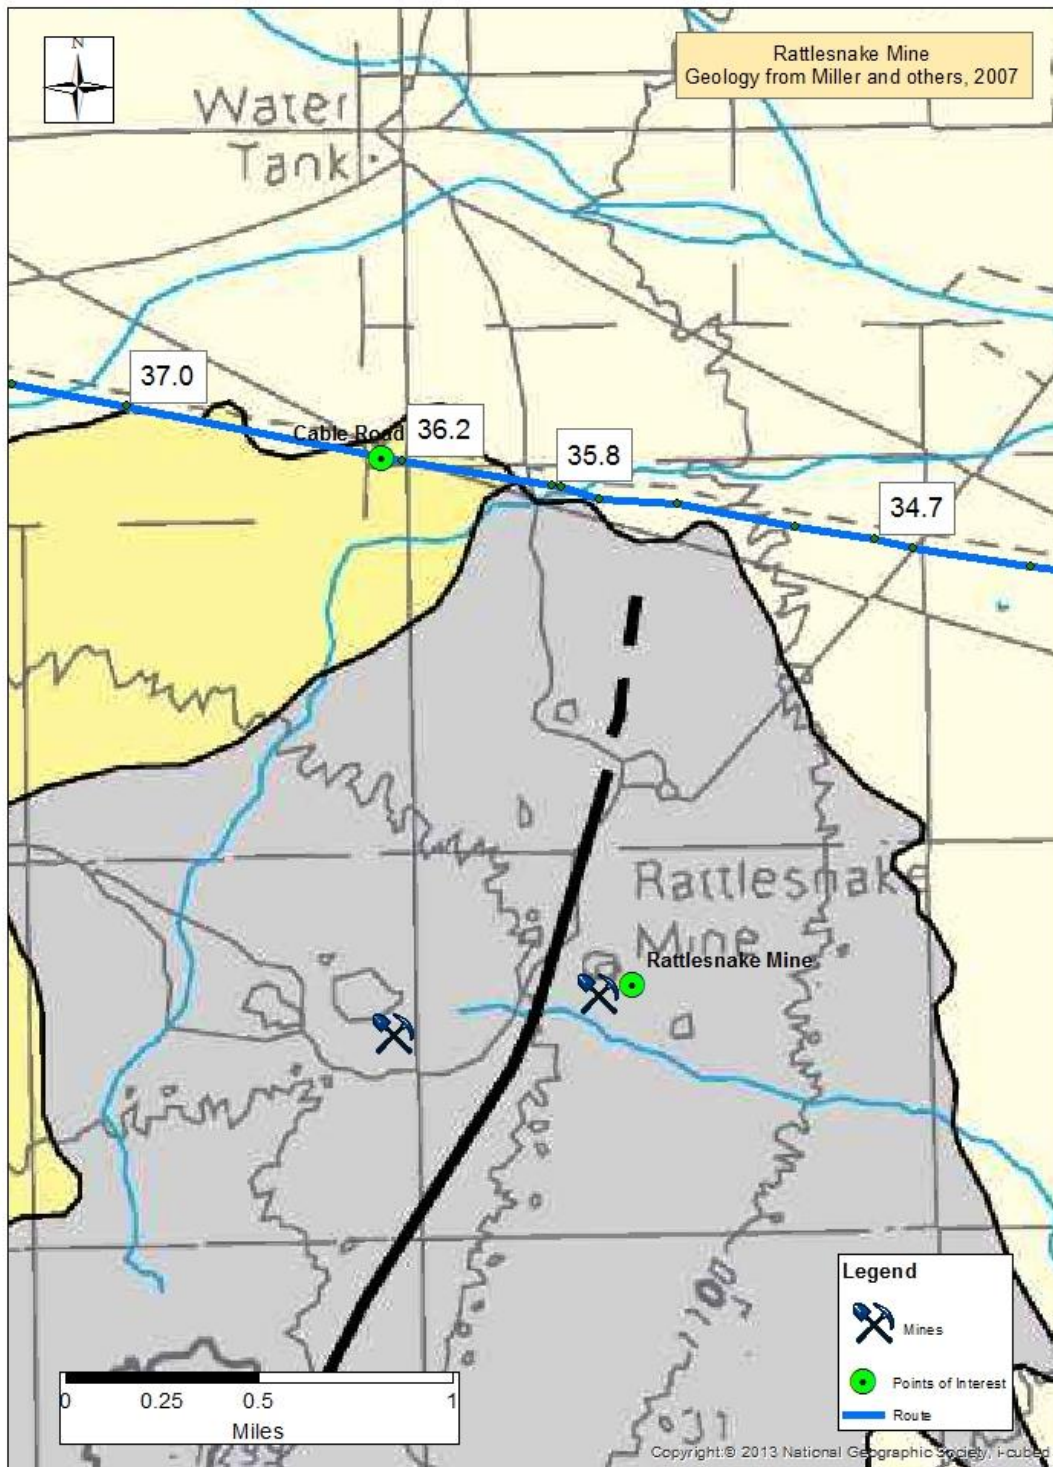 N
Rattlesnake Mine
Geology from Miller and others, 2007
Water
Tank
37.0
Cable Road
36.2
35.8
34.7
Rattlesnake
Mine
Rattlesnake Mine
Legend
Mines
Points of Interest
Route
0 0.25 0.5 1
Miles
Copyright:© 2013 National Geographic Society, i-cubed